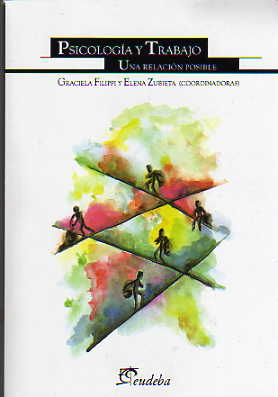 PSICOLOGÍA Y TRABAJO
UNA RELACIÓN POSIBLE
GRACIELA FILIPPI Y ELENA ZUBIETA (COORDINADORAS)
eudeba